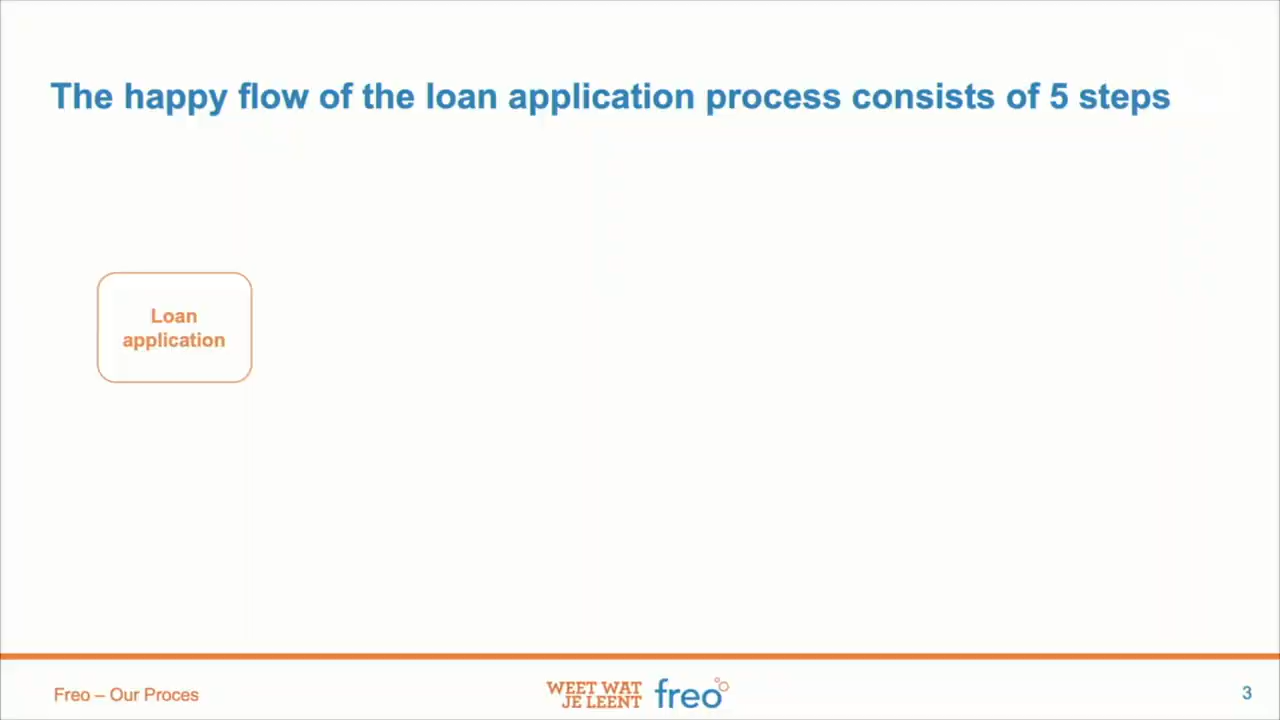 The happy flow of the loan application process consists of 5 steps
Loan
application
Freo – Our Proces
WEET WAT
JE LEENT
freo
3